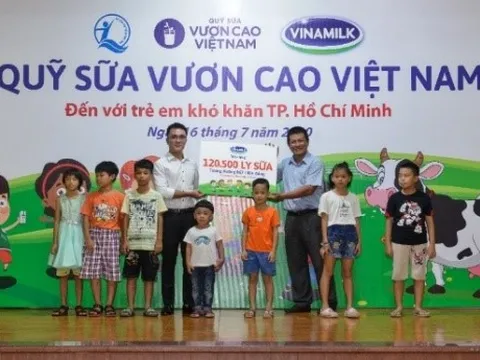 QUỸ SỮA
VƯƠN CAO
VIỆT NAM
VINAMILK
QUỸ SỮA VƯƠN CAO VIỆT NAM
Đến với trẻ em khó khăn TP. Hồ Chí Minh
6 tháng 7 năm
120.500 LY SỮA